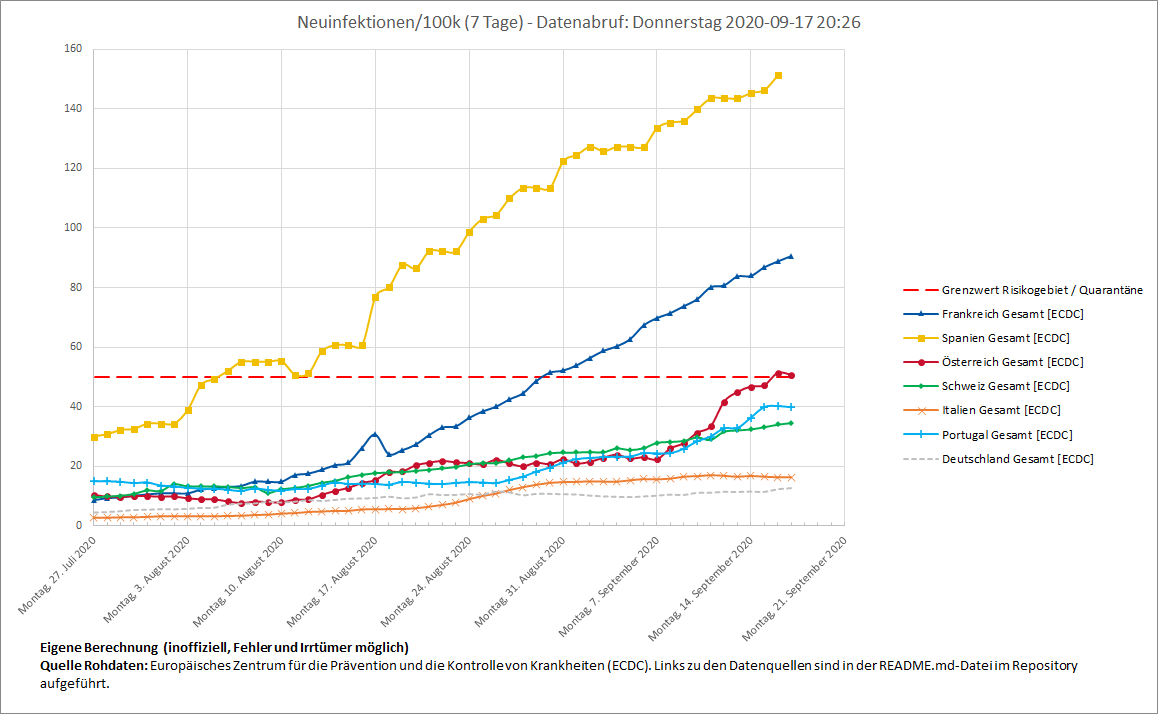 Neuinfektionen/100k (7 Tage) - Datenabruf: Donnerstag 2020-09-17 20:26
160
140
120
100
80
60
40
20
0
Montag, 27. Juli 2020
Montag, 3. August 2020
Montag, 10. August 2020
Montag, 17. August 2020
Montag, 24. August 2020
Montag, 31. August 2020
Montag, 7. September 2020
Montag, 14. September 2020
Montag, 21. September 2020
Grenzwert Risikogebiet / Quarantäne
Frankreich Gesamt [ECDC]
Spanien Gesamt [ECDC]
Österreich Gesamt [ECDC]
Schweiz Gesamt [ECDC]
Italien Gesamt [ECDC]
Portugal Gesamt [ECDC]
Deutschland Gesamt [ECDC]
Eigene Berechnung (inoffiziell, Fehler und Irrtümer möglich)
Quelle Rohdaten: Europäisches Zentrum für die Prävention und die Kontrolle von Krankheiten (ECDC). Links zu den Datenquellen sind in der README.md-Datei im Repository
aufgeführt.